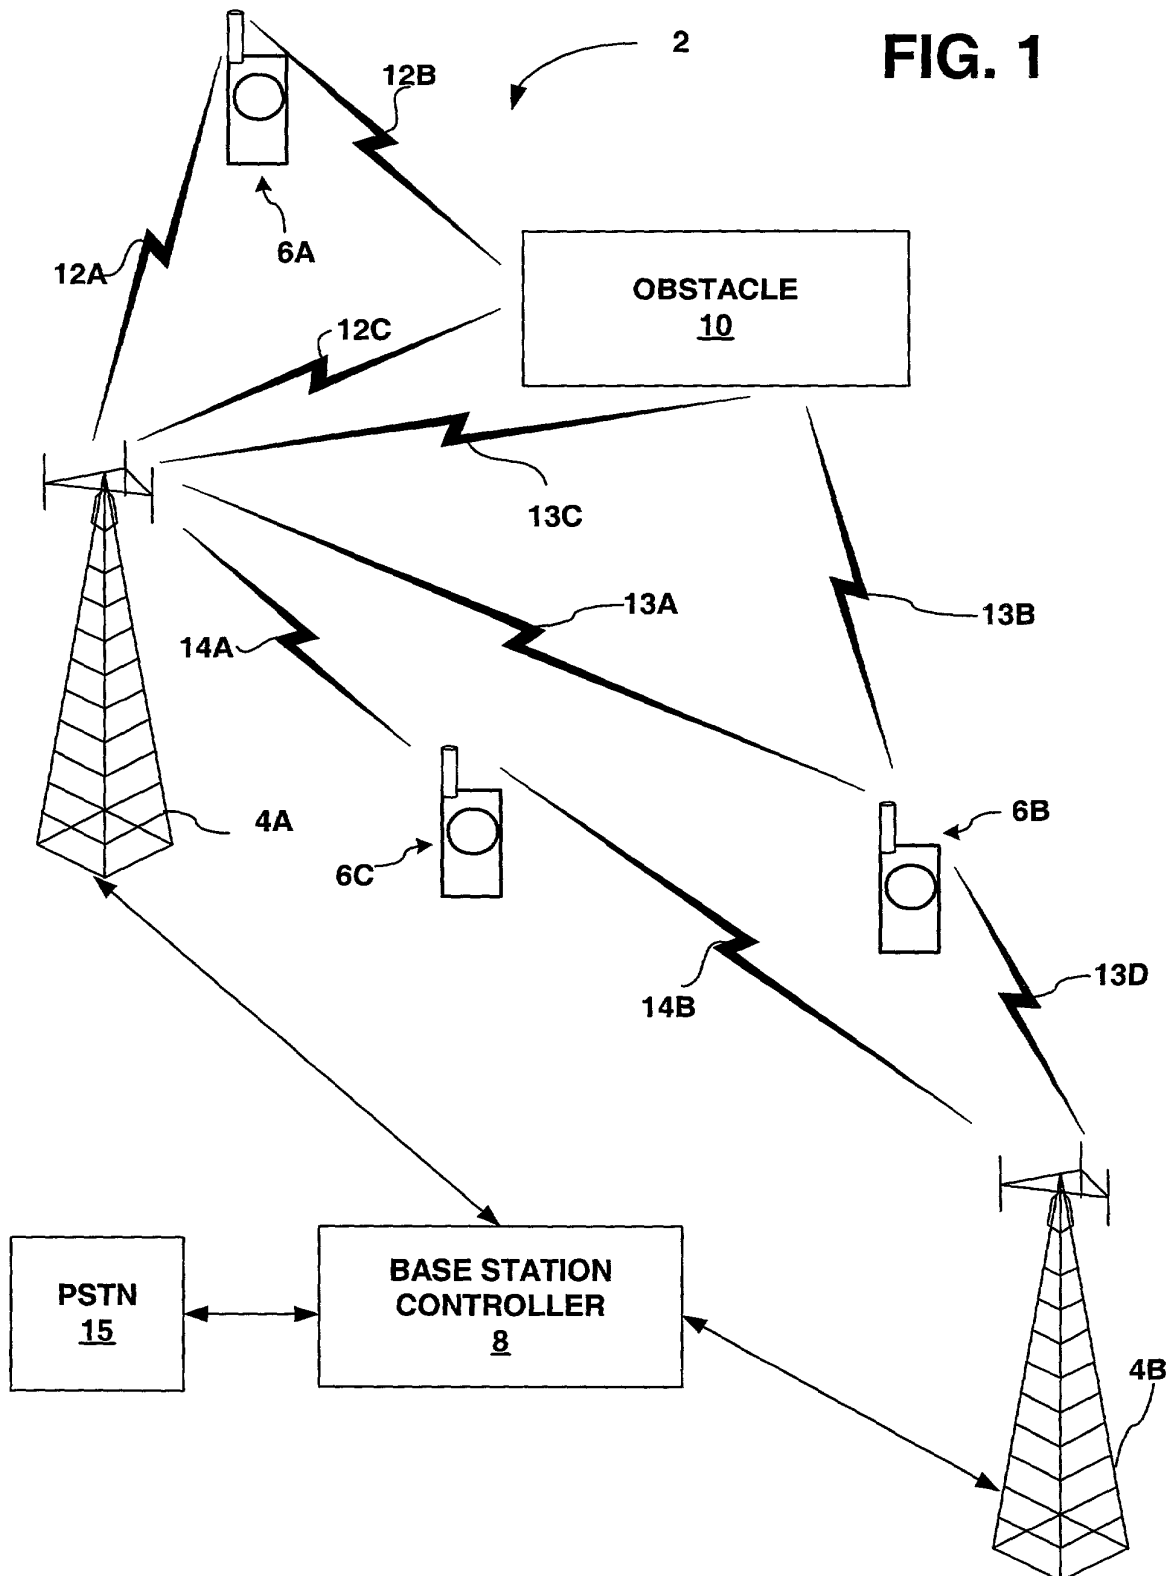 FIG. 1
2
12B
6A
12A
OBSTACLE
10
12C
13C
13A
13B
14A
4A
6B
6C
13D
14B
BASE STATION
CONTROLLER
8
PSTN
15
4B